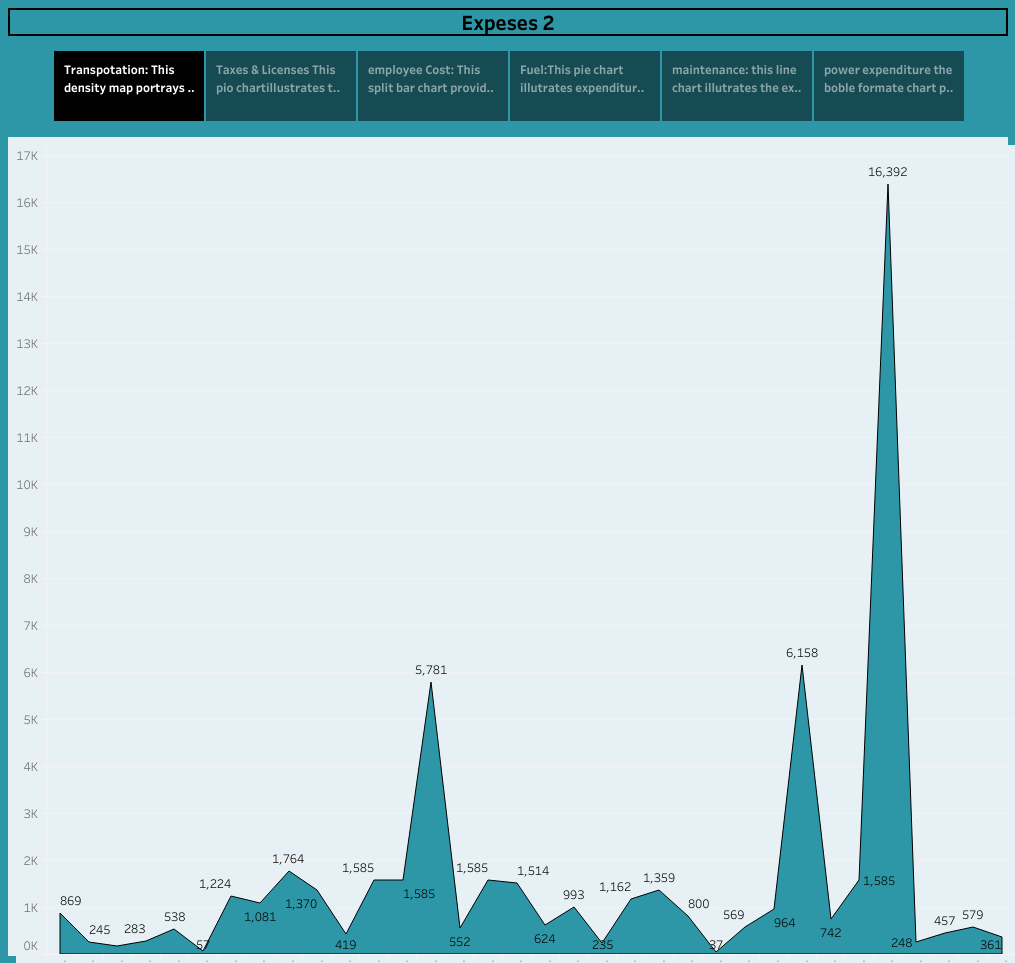 Expeses 2
Transpotation: This
density map portrays ..
Taxes & Licenses This
pio chartillustrates t..
employee Cost: This
split bar chart provid..
Fuel:This pie chart
illutrates expenditur..
maintenance: this line
chart illutrates the ex..
power expenditure the
boble formate chart p..
17K
16,392
16K
15K
14K
13K
12K
11K
10K
9K
8K
7K
6,158
6K
5,781
5K
4K
3K
2K
1,764
1,585
1,585
1,514
1,359
1,224
1,162
1,585
1,585
993
1,370
800
869
1K
1,081
569
964
457
579
538
245
283
742
624
552
57
419
235
37
248
361
0K